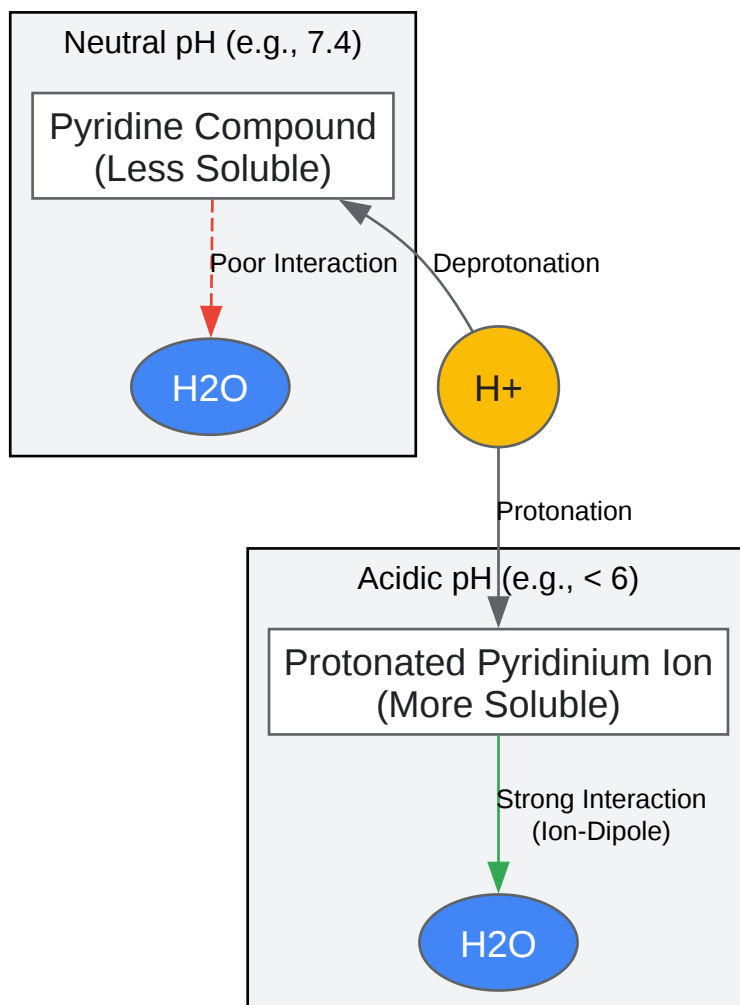 Neutral pH (e.g., 7.4)
Pyridine Compound
(Less Soluble)
Poor Interaction
Deprotonation
H2O
H+
Protonation
Acidic pH (e.g., < 6)
Protonated Pyridinium Ion
(More Soluble)
Strong Interaction
(Ion-Dipole)
H2O